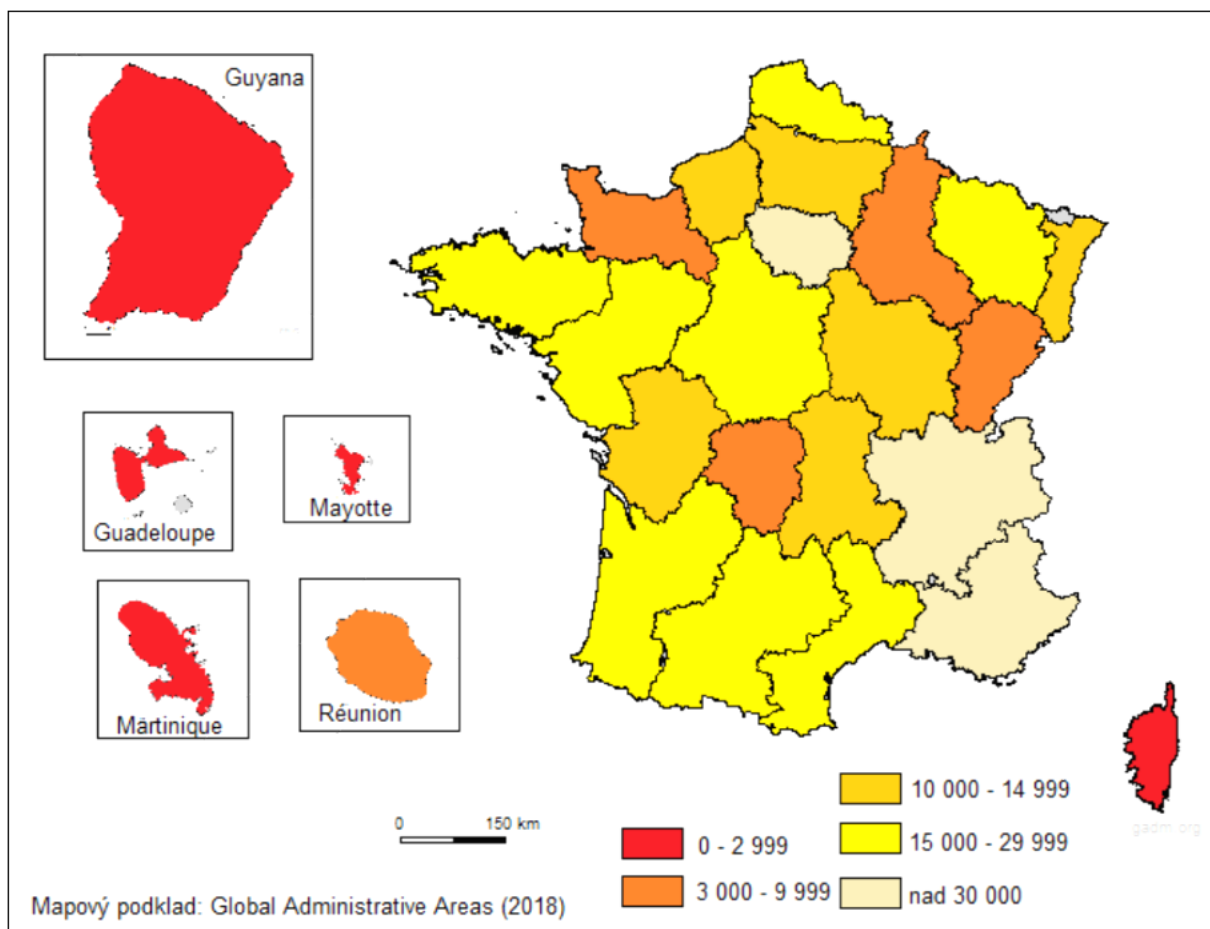 Guyana
Guadeloupe
Mayotte
Martinique
Réunion
0 150 km
0 - 2 999
3 000 - 9 999
10 000 - 14 999
15 000 - 29 999
nad 30 000
gadm.org
Mapový podklad: Global Administrative Areas (2018)